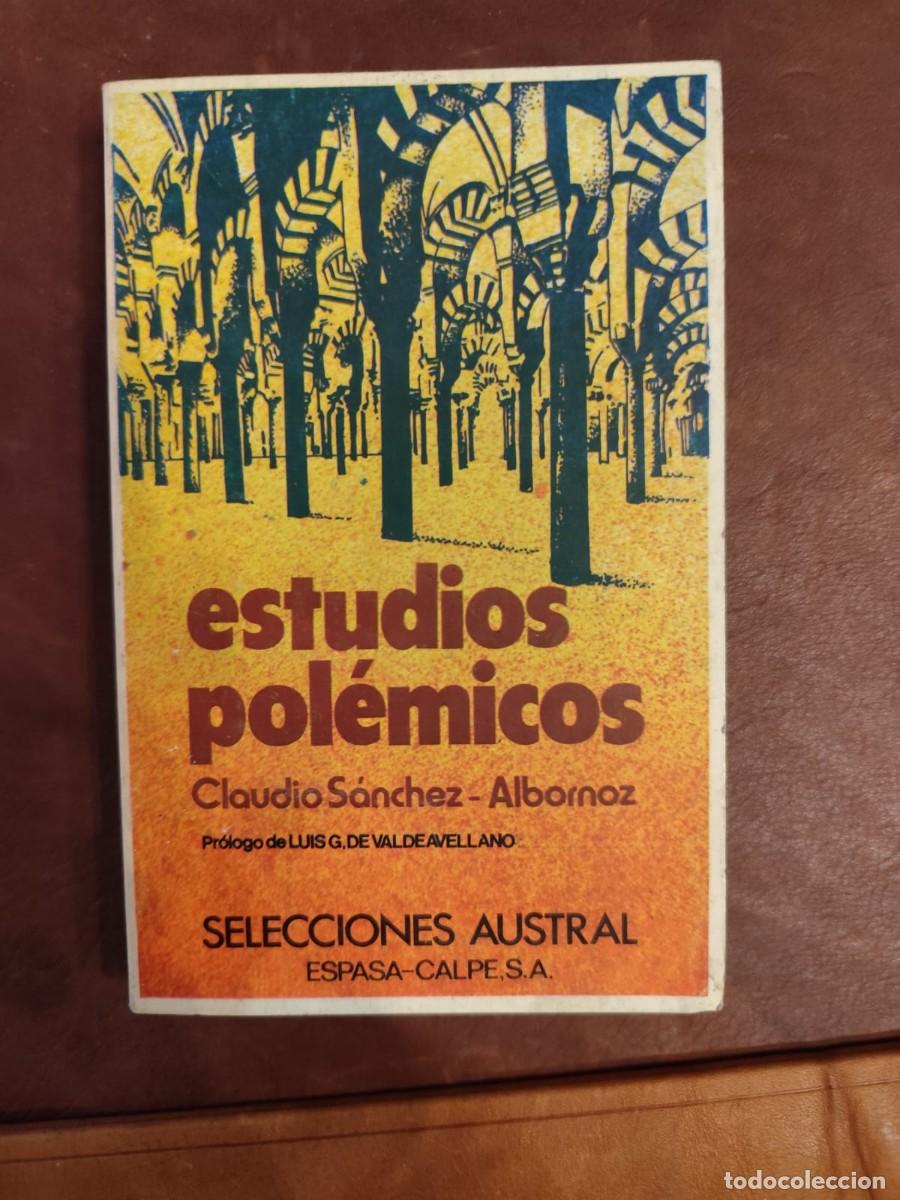 estudios
polémicos
Claudio Sánchez-Albornoz
Prólogo de LUIS G. DE VALDEAVELLANO
SELECCIONES AUSTRAL
ESPASA-CALPE, S.A.
todocoleccion